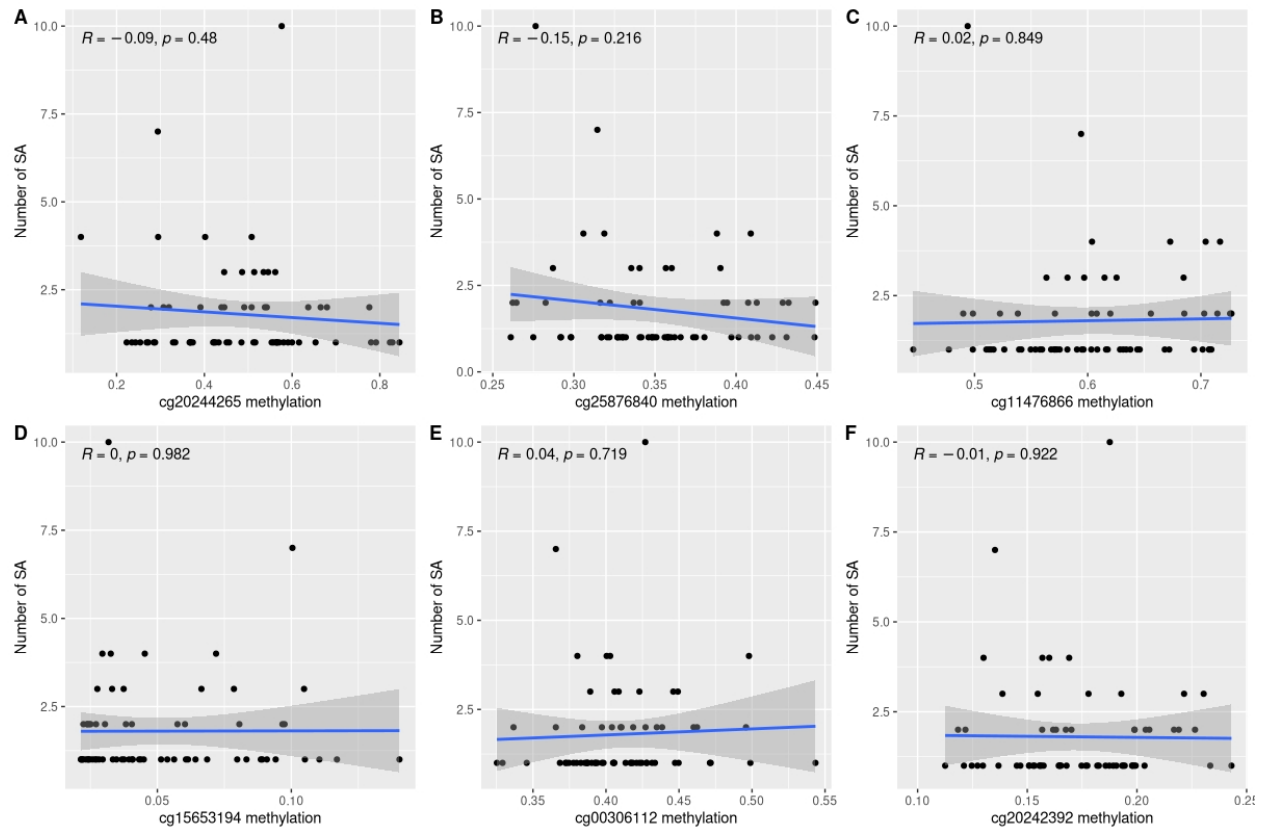 A
R = −0.09, p = 0.48
Number of SA
10.0
7.5
5.0
2.5
0.2 0.4 0.6 0.8
cg20244265 methylation
B
R = −0.15, p = 0.216
Number of SA
10.0
7.5
5.0
2.5
0.0
0.25 0.30 0.35 0.40 0.45
cg25876840 methylation
C
R = 0.02, p = 0.849
Number of SA
10.0
7.5
5.0
2.5
0.5 0.6 0.7
cg11476866 methylation
D
R = 0, p = 0.982
Number of SA
10.0
7.5
5.0
2.5
0.05 0.10
cg15653194 methylation
E
R = 0.04, p = 0.719
Number of SA
10.0
7.5
5.0
2.5
0.35 0.40 0.45 0.50 0.55
cg00306112 methylation
F
R = −0.01, p = 0.922
Number of SA
10.0
7.5
5.0
2.5
0.10 0.15 0.20
cg20242392 methylation